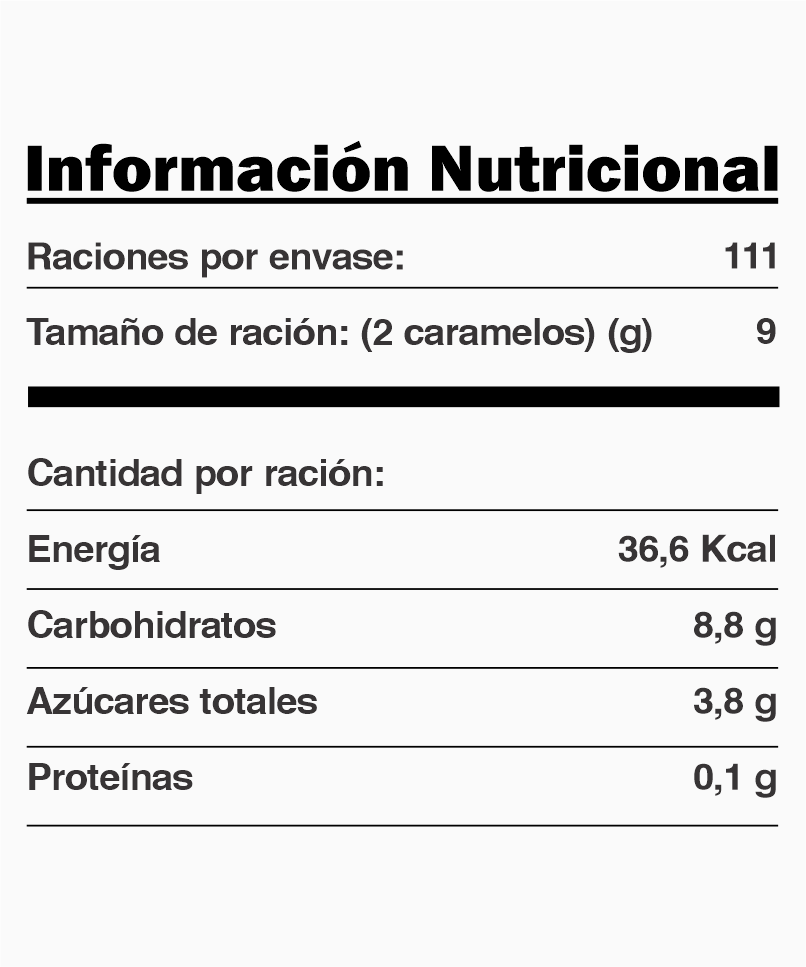 Información Nutricional
Raciones por envase: 111
Tamaño de ración: (2 caramelos) (g) 9
Cantidad por ración:
Energía 36,6 Kcal
Carbohidratos 8,8 g
Azúcares totales 3,8 g
Proteínas 0,1 g